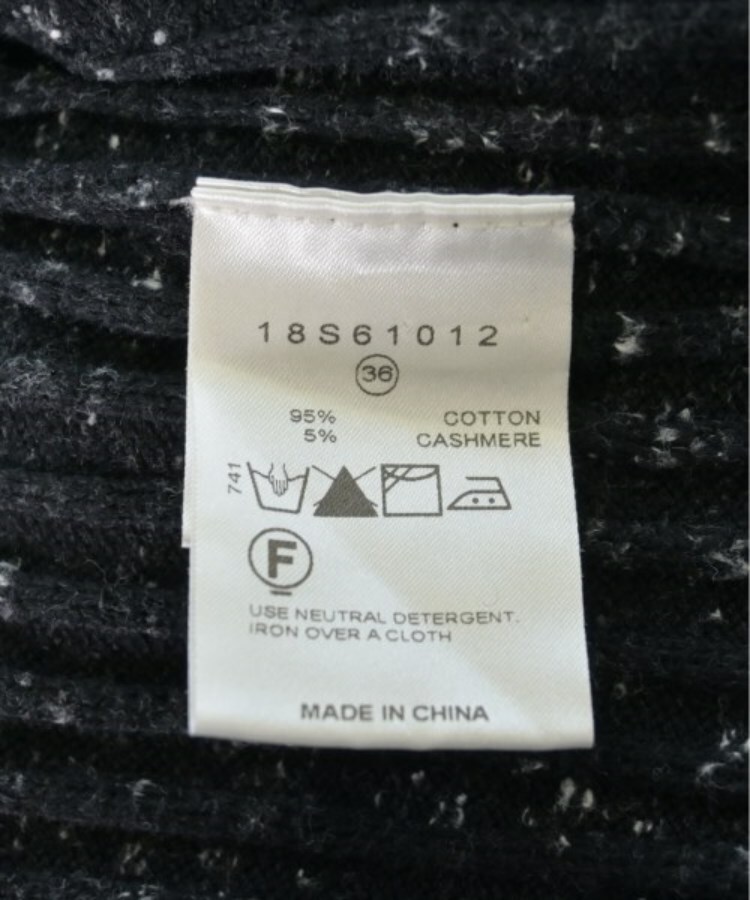 18S61012
36
95% COTTON
5% CASHMERE
741
F
USE NEUTRAL DETERGENT.
IRON OVER A CLOTH
MADE IN CHINA